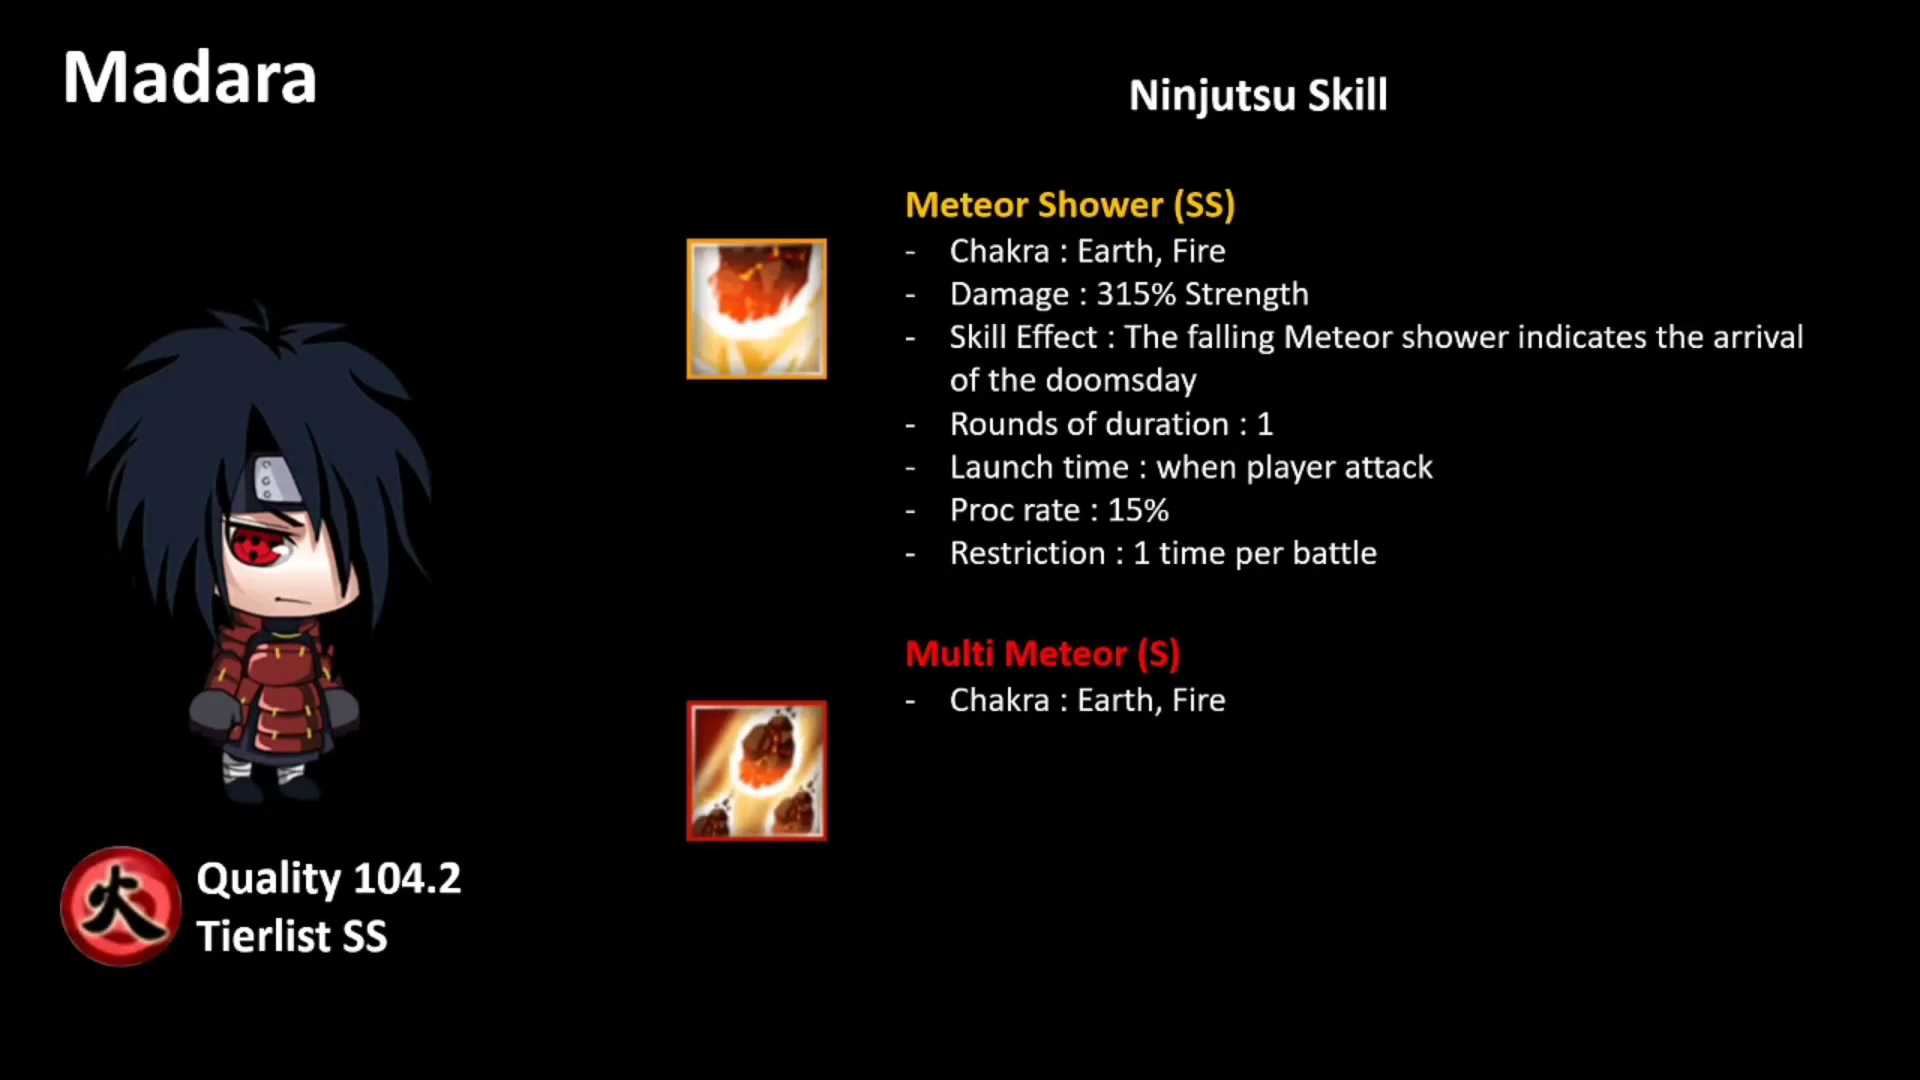 Madara
Ninjutsu Skill
Meteor Shower (SS)
- Chakra : Earth, Fire
- Damage : 315% Strength
- Skill Effect : The falling Meteor shower indicates the arrival
of the doomsday
- Rounds of duration : 1
- Launch time : when player attack
- Proc rate : 15%
- Restriction : 1 time per battle
Multi Meteor (S)
- Chakra : Earth, Fire
火
Quality 104.2
Tierlist SS